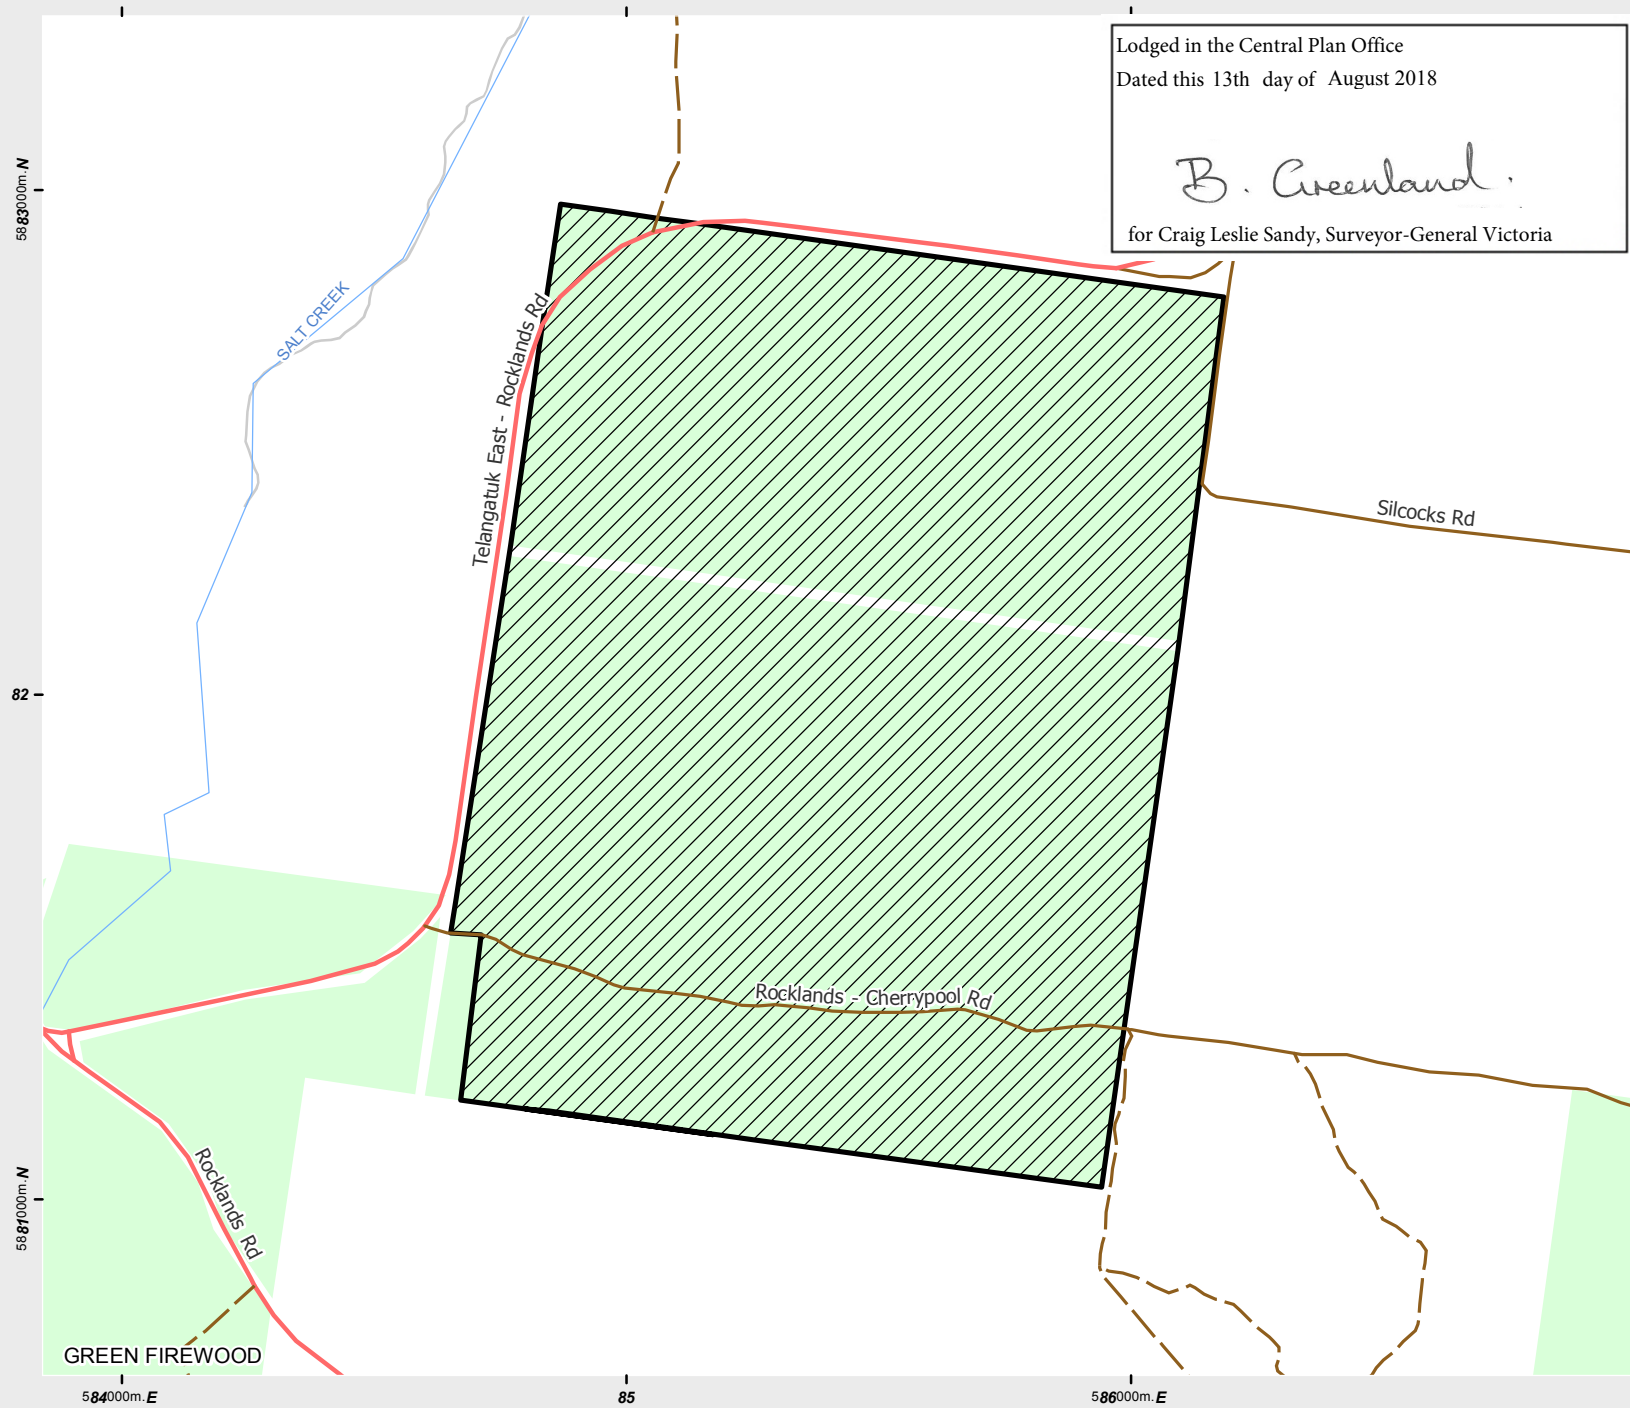 Lodged in the Central Plan Office
Dated this 13th day of August 2018
B. Greenland.
for Craig Leslie Sandy, Surveyor-General Victoria
5883000m.N
SALT CREEK
Telangatuk East - Rocklands Rd
Silcocks Rd
82
Rocklands - Cherrypool Rd
5881000m.N
Rocklands Rd
GREEN FIREWOOD
584000m.E
85
586000m.E